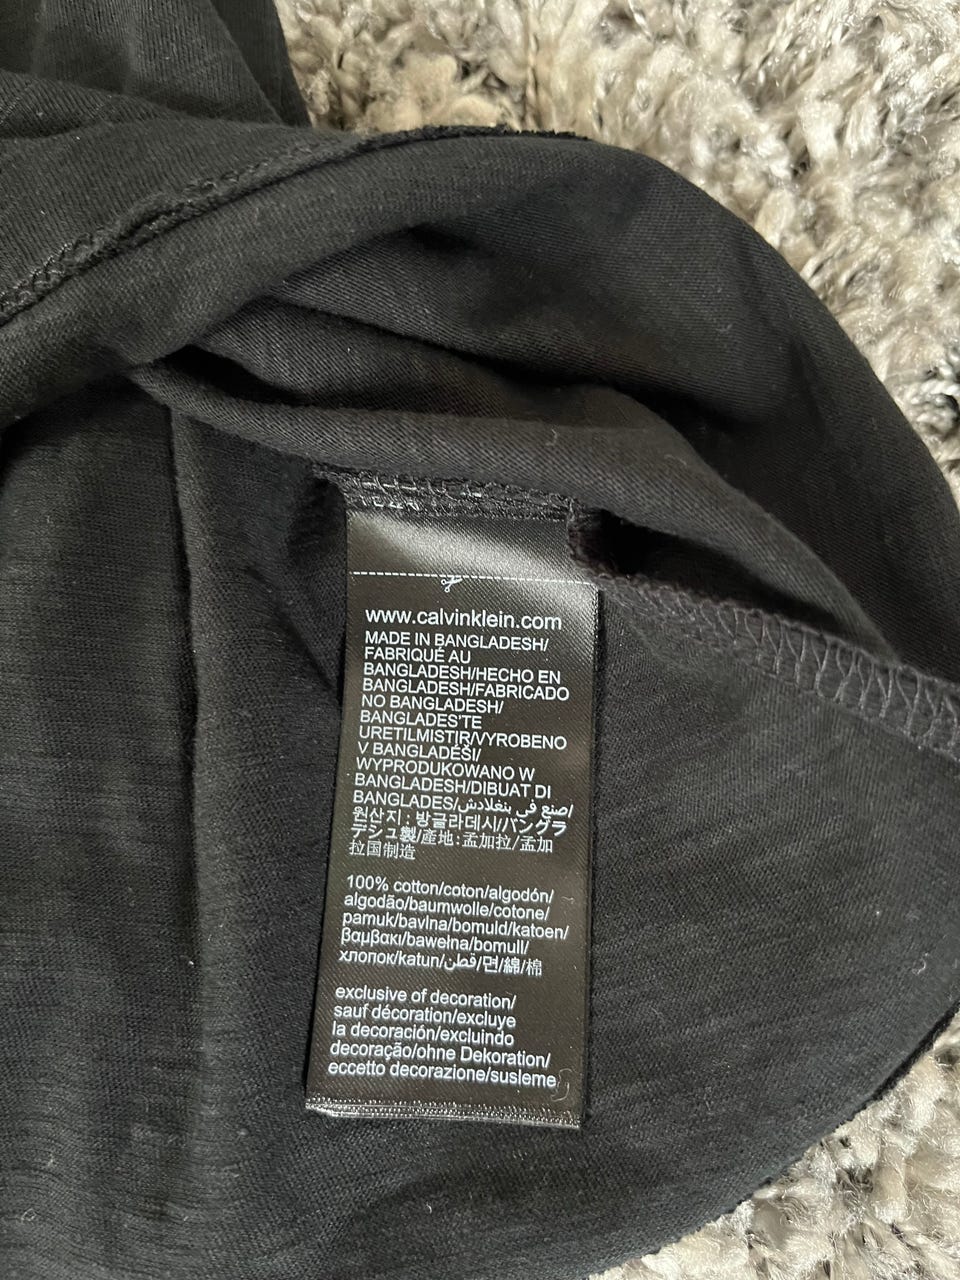 www.calvinklein.com
MADE IN BANGLADESH/
FABRIQUÉ AU
BANGLADESH/HECHO EN
BANGLADESH/FABRICADO
NO BANGLADESH/
BANGLADES'TE
URETILMISTIR/VYROBENO
V BANGLADÉŠI/
WYPRODUKOWANO W
BANGLADESH/DIBUAT DI
BANGLADES/صنع في بنغلادش/
원산지: 방글라데시/バングラ
デシュ製/產地:孟加拉/孟加
拉国制造
100% cotton/coton/algodón/
algodão/baumwolle/cotone/
pamuk/bavlna/bomuld/katoen/
βαμβακι/bawełna/bomull/
хлопок/katun/قطن/면/綿/棉
exclusive of decoration/
sauf décoration/excluye
la decoración/excluindo
decoração/ohne Dekoration/
eccetto decorazione/susleme